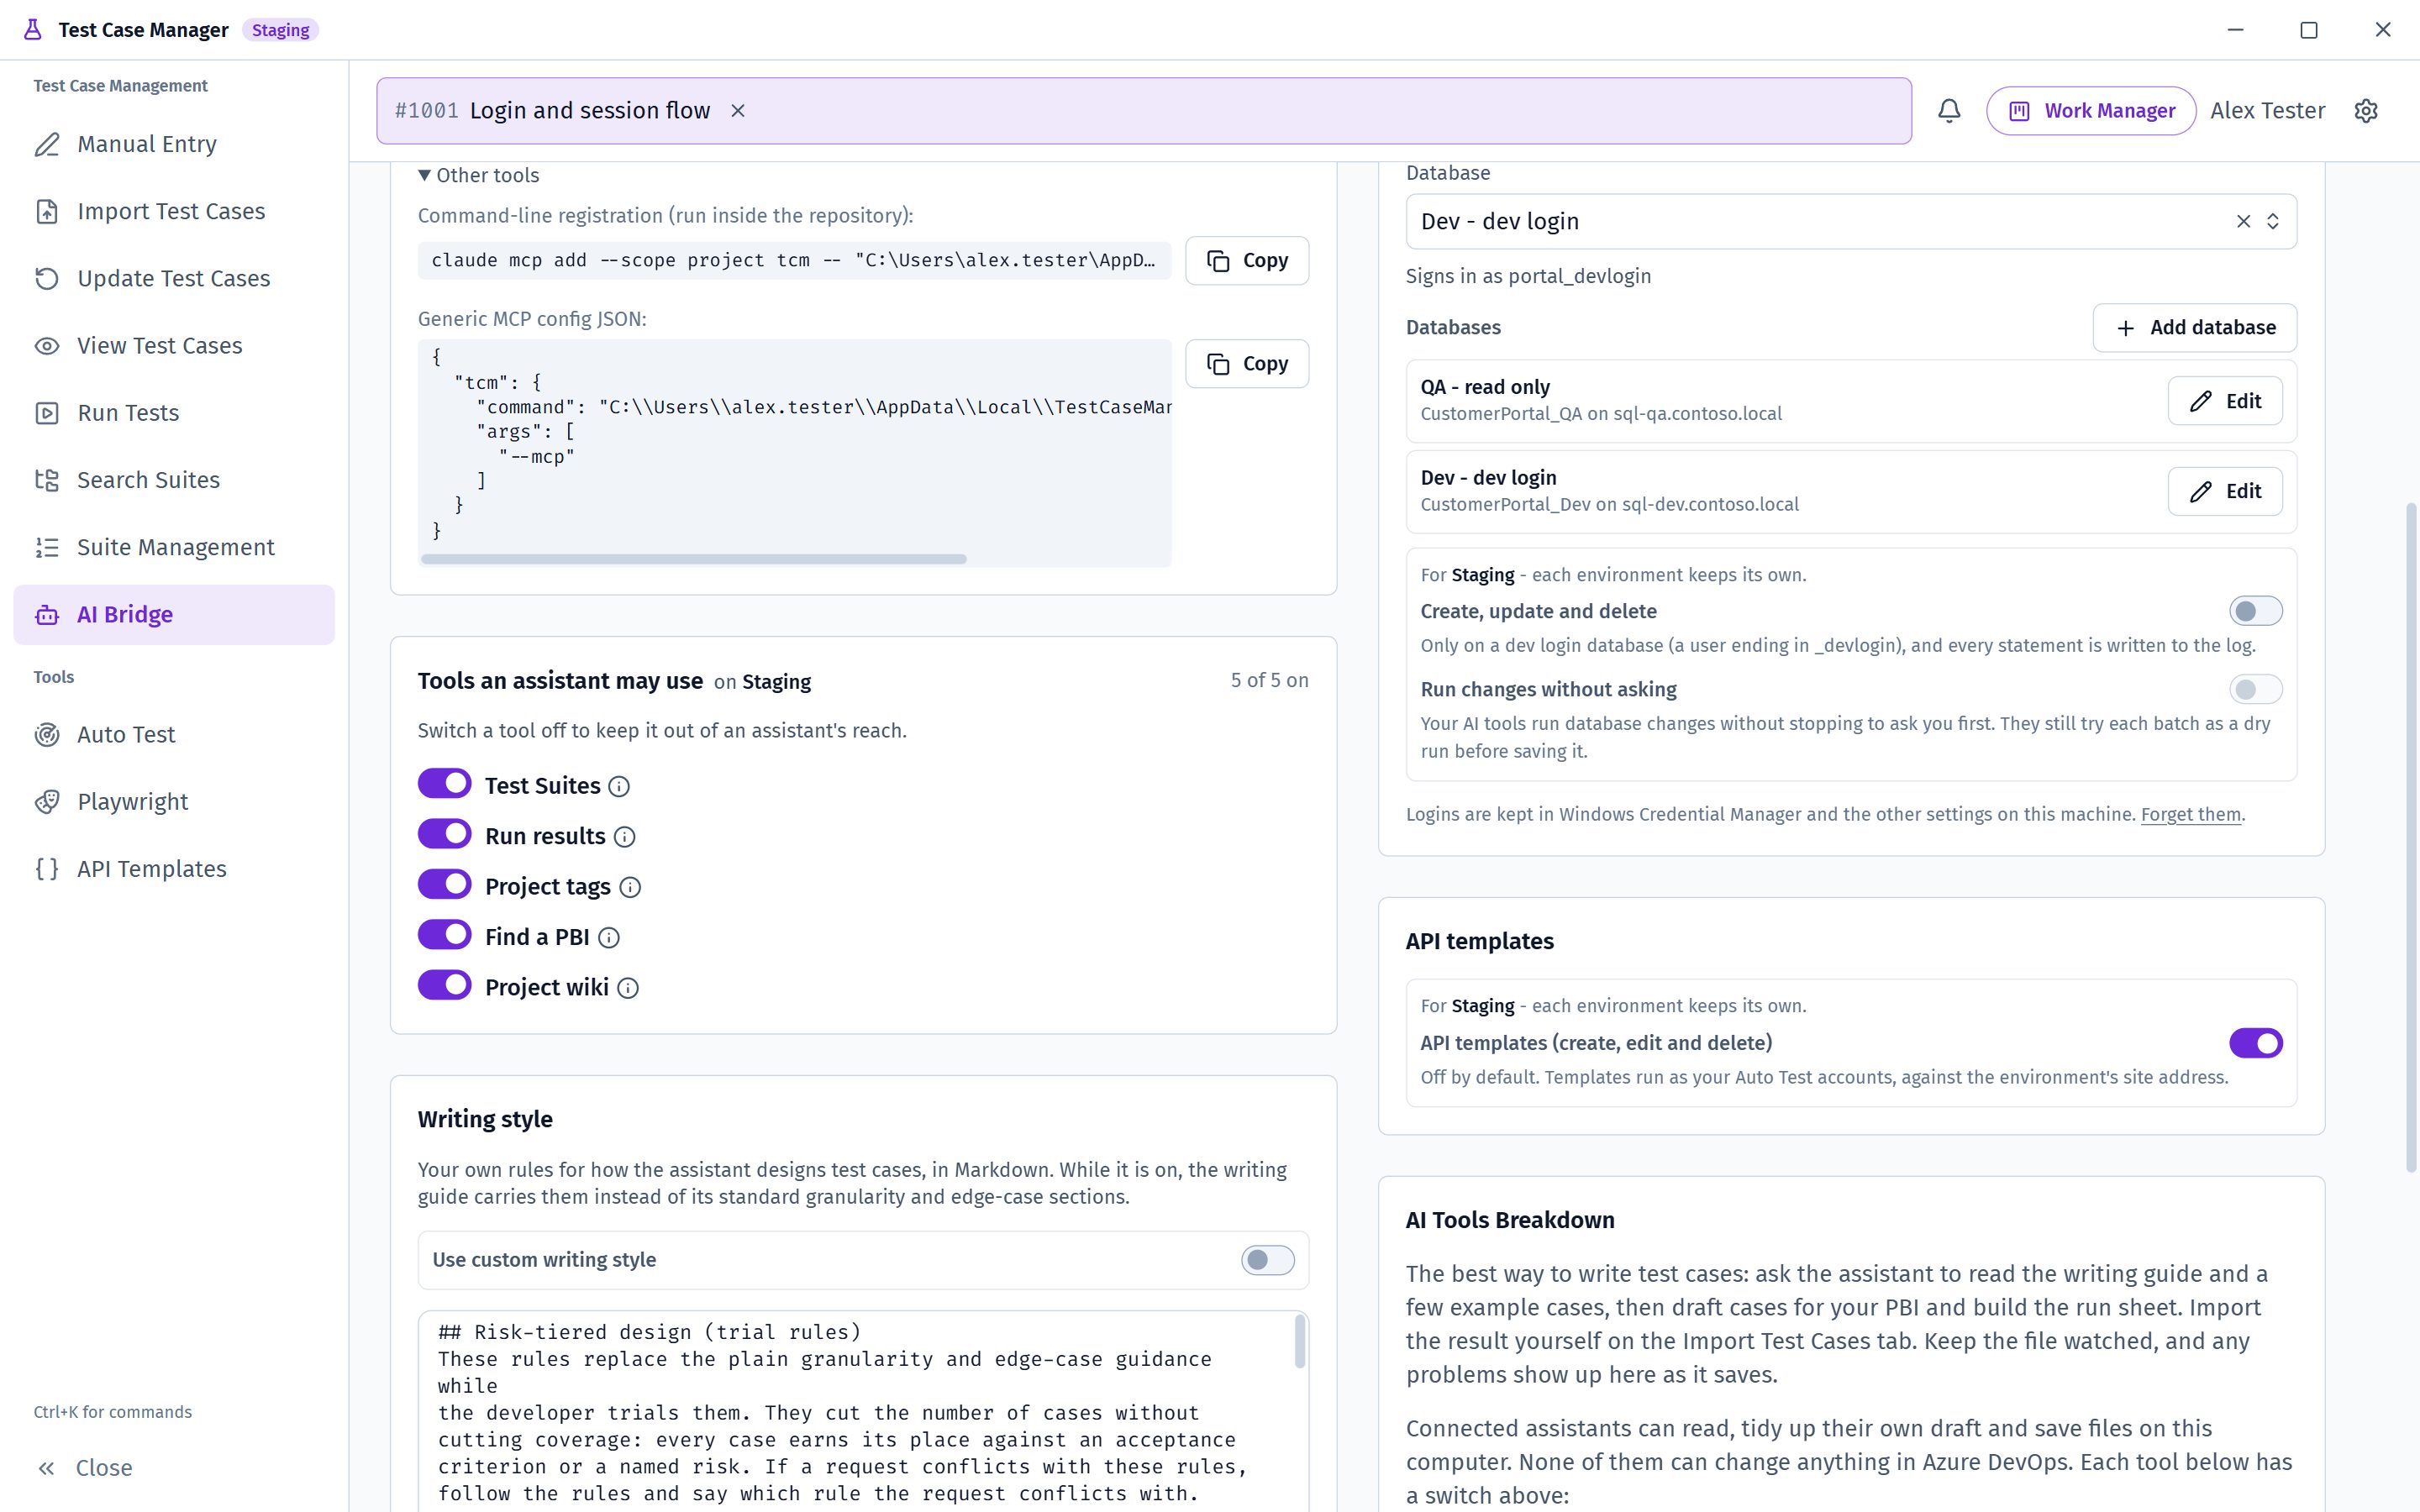 Test Case Manager Staging
Test Case Management
Manual Entry
Import Test Cases
Update Test Cases
View Test Cases
Run Tests
Search Suites
Suite Management
AI Bridge
Tools
Auto Test
Playwright
API Templates
Ctrl+K for commands
Close
#1001 Login and session flow
Work Manager
Alex Tester
Other tools
Command-line registration (run inside the repository):
claude mcp add --scope project tcm -- "C:\Users\alex.tester\AppD…
Copy
Generic MCP config JSON:
{
"tcm": {
"command": "C:\\Users\\alex.tester\\AppData\\Local\\TestCaseMar
"args": [
"--mcp"
]
}
}
Copy
Tools an assistant may use on Staging
5 of 5 on
Switch a tool off to keep it out of an assistant's reach.
Test Suites
Run results
Project tags
Find a PBI
Project wiki
Writing style
Your own rules for how the assistant designs test cases, in Markdown. While it is on, the writing
guide carries them instead of its standard granularity and edge-case sections.
Use custom writing style
## Risk-tiered design (trial rules)
These rules replace the plain granularity and edge-case guidance
while
the developer trials them. They cut the number of cases without
cutting coverage: every case earns its place against an acceptance
criterion or a named risk. If a request conflicts with these rules,
follow the rules and say which rule the request conflicts with.
Database
Dev - dev login
Signs in as portal_devlogin
Databases
Add database
QA - read only
CustomerPortal_QA on sql-qa.contoso.local
Edit
Dev - dev login
CustomerPortal_Dev on sql-dev.contoso.local
Edit
For Staging - each environment keeps its own.
Create, update and delete
Only on a dev login database (a user ending in _devlogin), and every statement is written to the log.
Run changes without asking
Your AI tools run database changes without stopping to ask you first. They still try each batch as a dry
run before saving it.
Logins are kept in Windows Credential Manager and the other settings on this machine. Forget them.
API templates
For Staging - each environment keeps its own.
API templates (create, edit and delete)
Off by default. Templates run as your Auto Test accounts, against the environment's site address.
AI Tools Breakdown
The best way to write test cases: ask the assistant to read the writing guide and a
few example cases, then draft cases for your PBI and build the run sheet. Import
the result yourself on the Import Test Cases tab. Keep the file watched, and any
problems show up here as it saves.
Connected assistants can read, tidy up their own draft and save files on this
computer. None of them can change anything in Azure DevOps. Each tool below has
a switch above: